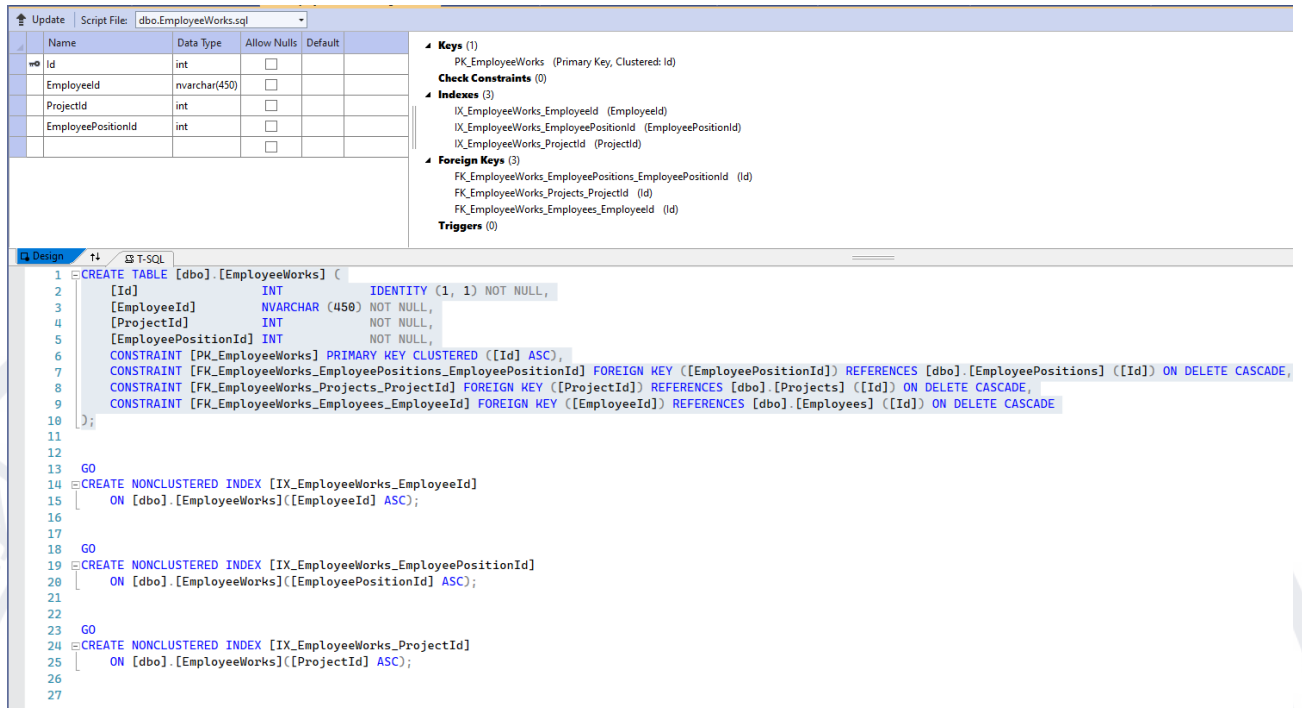 Update Script File: dbo.EmployeeWorks.sql
Name Data Type Allow Nulls Default
Id int
EmployeeId nvarchar(450)
ProjectId int
EmployeePositionId int
Keys (1)
PK_EmployeeWorks (Primary Key, Clustered: Id)
Check Constraints (0)
Indexes (3)
IX_EmployeeWorks_EmployeeId (EmployeeId)
IX_EmployeeWorks_EmployeePositionId (EmployeePositionId)
IX_EmployeeWorks_ProjectId (ProjectId)
Foreign Keys (3)
FK_EmployeeWorks_EmployeePositions_EmployeePositionId (Id)
FK_EmployeeWorks_Projects_ProjectId (Id)
FK_EmployeeWorks_Employees_EmployeeId (Id)
Triggers (0)
Design T-SQL
1 CREATE TABLE [dbo].[EmployeeWorks] (
2 [Id] INT IDENTITY (1, 1) NOT NULL,
3 [EmployeeId] NVARCHAR (450) NOT NULL,
4 [ProjectId] INT NOT NULL,
5 [EmployeePositionId] INT NOT NULL,
6 CONSTRAINT [PK_EmployeeWorks] PRIMARY KEY CLUSTERED ([Id] ASC),
7 CONSTRAINT [FK_EmployeeWorks_EmployeePositions_EmployeePositionId] FOREIGN KEY ([EmployeePositionId]) REFERENCES [dbo].[EmployeePositions] ([Id]) ON DELETE CASCADE,
8 CONSTRAINT [FK_EmployeeWorks_Projects_ProjectId] FOREIGN KEY ([ProjectId]) REFERENCES [dbo].[Projects] ([Id]) ON DELETE CASCADE,
9 CONSTRAINT [FK_EmployeeWorks_Employees_EmployeeId] FOREIGN KEY ([EmployeeId]) REFERENCES [dbo].[Employees] ([Id]) ON DELETE CASCADE
10 );
11
12
13 GO
14 CREATE NONCLUSTERED INDEX [IX_EmployeeWorks_EmployeeId]
15 ON [dbo].[EmployeeWorks]([EmployeeId] ASC);
16
17
18 GO
19 CREATE NONCLUSTERED INDEX [IX_EmployeeWorks_EmployeePositionId]
20 ON [dbo].[EmployeeWorks]([EmployeePositionId] ASC);
21
22
23 GO
24 CREATE NONCLUSTERED INDEX [IX_EmployeeWorks_ProjectId]
25 ON [dbo].[EmployeeWorks]([ProjectId] ASC);
26
27